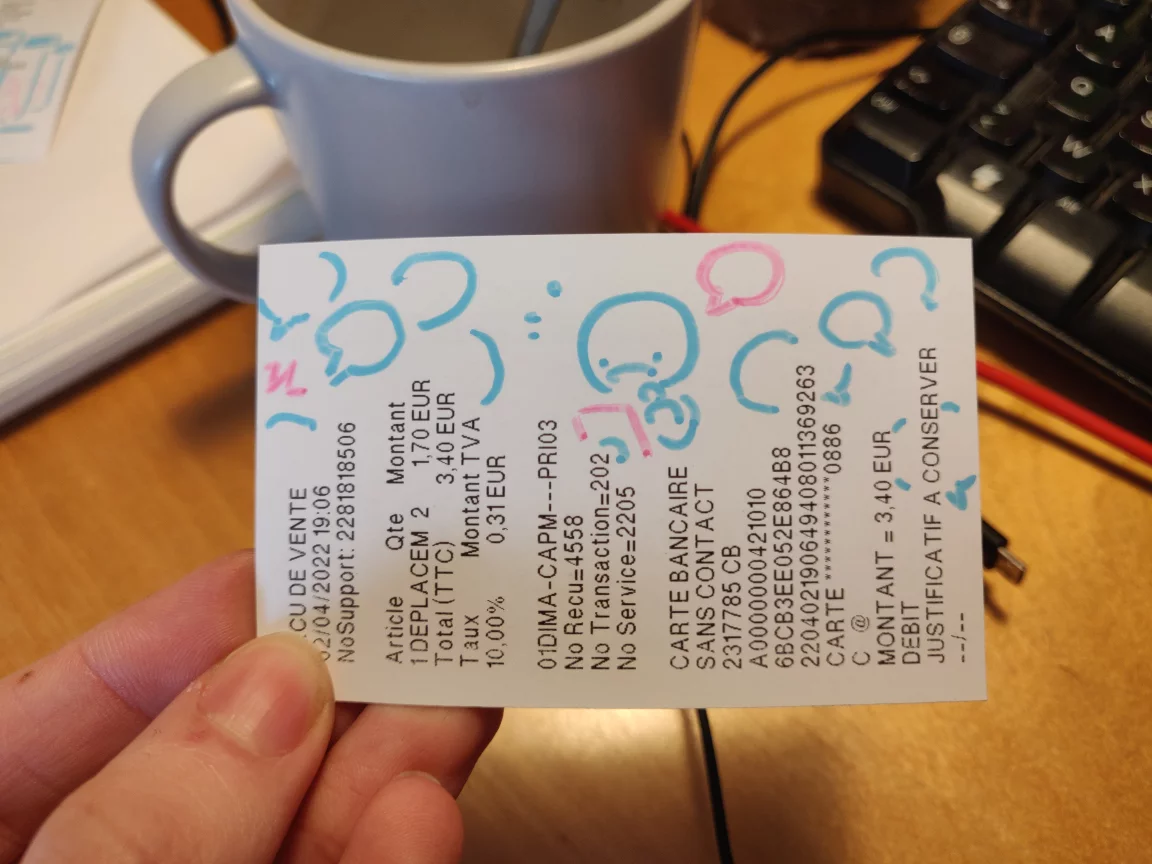 CU DE VENTE
02/04/2022 19:06
NoSupport: 2281818506
Article Qte Montant
1DEPLACEM 2 1,70 EUR
Total (TTC) 3,40 EUR
Taux Montant TVA
10,00% 0,31EUR
01DIMA-CAPM---PRI03
No Recu=4558
No Transaction=202
No Service=2205
CARTE BANCAIRE
SANS CONTACT
2317785 CB
A0000000421010
6BCB3EE052E864B8
22040219064940801369263
CARTE ************0886
C @
MONTANT = 3,40 EUR
DEBIT
JUSTIFICATIF A CONSERVER
--/--